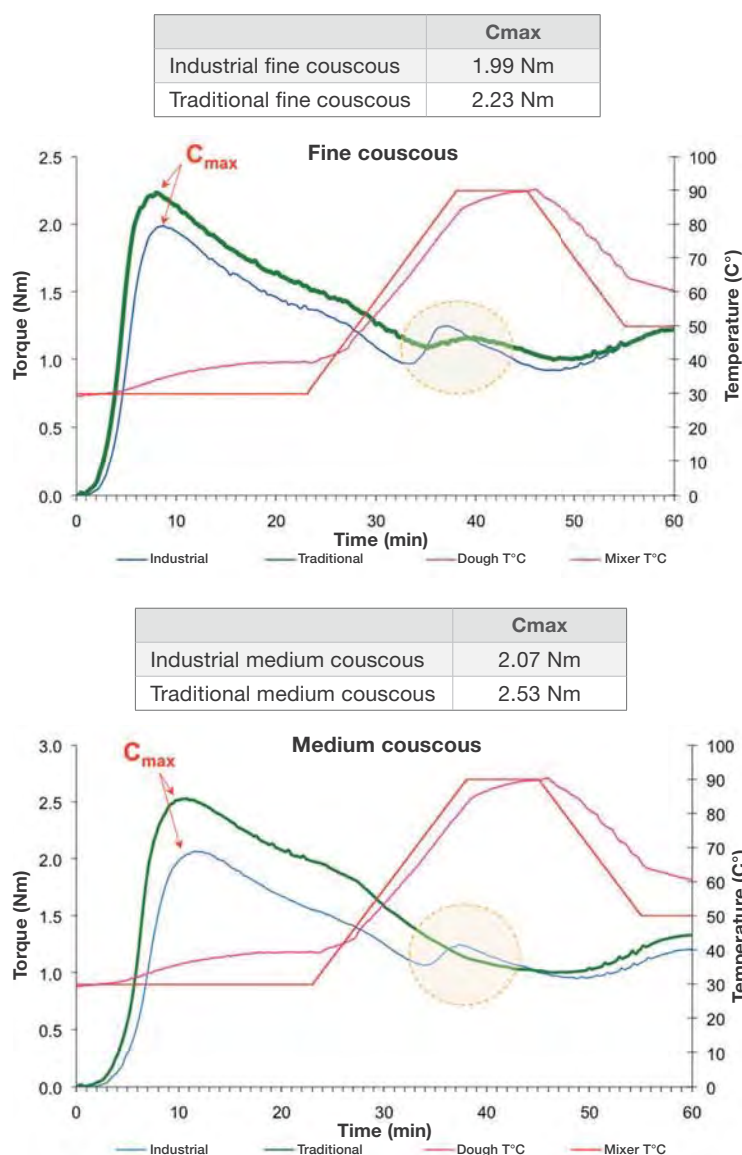 Cmax
Industrial fine couscous 1.99 Nm
Traditional fine couscous 2.23 Nm
Fine couscous
Cmax
Torque (Nm)
2.5
2.0
1.5
1.0
0.5
0.0
Temperature (C°)
100
90
80
70
60
50
40
30
20
10
0
0 10 20 30 40 50 60
Time (min)
Industrial Traditional Dough T°C Mixer T°C
Cmax
Industrial medium couscous 2.07 Nm
Traditional medium couscous 2.53 Nm
Medium couscous
Cmax
Torque (Nm)
3.0
2.5
2.0
1.5
1.0
0.5
0.0
Temperature (C°)
100
90
80
70
60
50
40
30
20
10
0
0 10 20 30 40 50 60
Time (min)
Industrial Traditional Dough T°C Mixer T°C